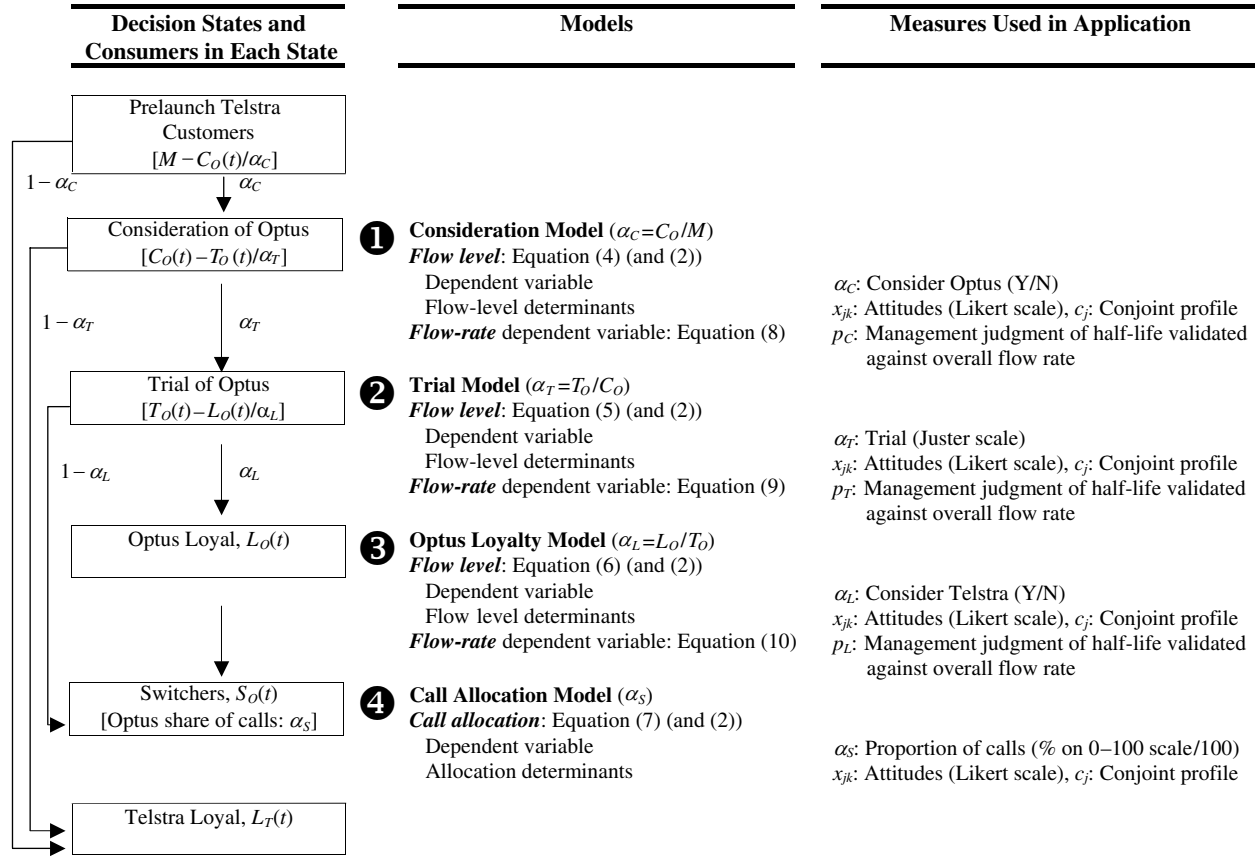 Decision States and
Consumers in Each State
Models
Measures Used in Application
Prelaunch Telstra
Customers
[M – C_O(t)/α_C]
1 – α_C
α_C
Consideration of Optus
[C_O(t) – T_O(t)/α_T]
1 – α_T
α_T
Trial of Optus
[T_O(t) – L_O(t)/α_L]
1 – α_L
α_L
Optus Loyal, L_O(t)
Switchers, S_O(t)
[Optus share of calls: α_S]
Telstra Loyal, L_T(t)
❶ Consideration Model (α_C=C_O/M)
Flow level: Equation (4) (and (2))
Dependent variable
Flow-level determinants
Flow-rate dependent variable: Equation (8)
❷ Trial Model (α_T=T_O/C_O)
Flow level: Equation (5) (and (2))
Dependent variable
Flow-level determinants
Flow-rate dependent variable: Equation (9)
❸ Optus Loyalty Model (α_L=L_O/T_O)
Flow level: Equation (6) (and (2))
Dependent variable
Flow level determinants
Flow-rate dependent variable: Equation (10)
❹ Call Allocation Model (α_S)
Call allocation: Equation (7) (and (2))
Dependent variable
Allocation determinants
α_C: Consider Optus (Y/N)
x_jk: Attitudes (Likert scale), c_j: Conjoint profile
p_C: Management judgment of half-life validated
against overall flow rate
α_T: Trial (Juster scale)
x_jk: Attitudes (Likert scale), c_j: Conjoint profile
p_T: Management judgment of half-life validated
against overall flow rate
α_L: Consider Telstra (Y/N)
x_jk: Attitudes (Likert scale), c_j: Conjoint profile
p_L: Management judgment of half-life validated
against overall flow rate
α_S: Proportion of calls (% on 0–100 scale/100)
x_jk: Attitudes (Likert scale), c_j: Conjoint profile